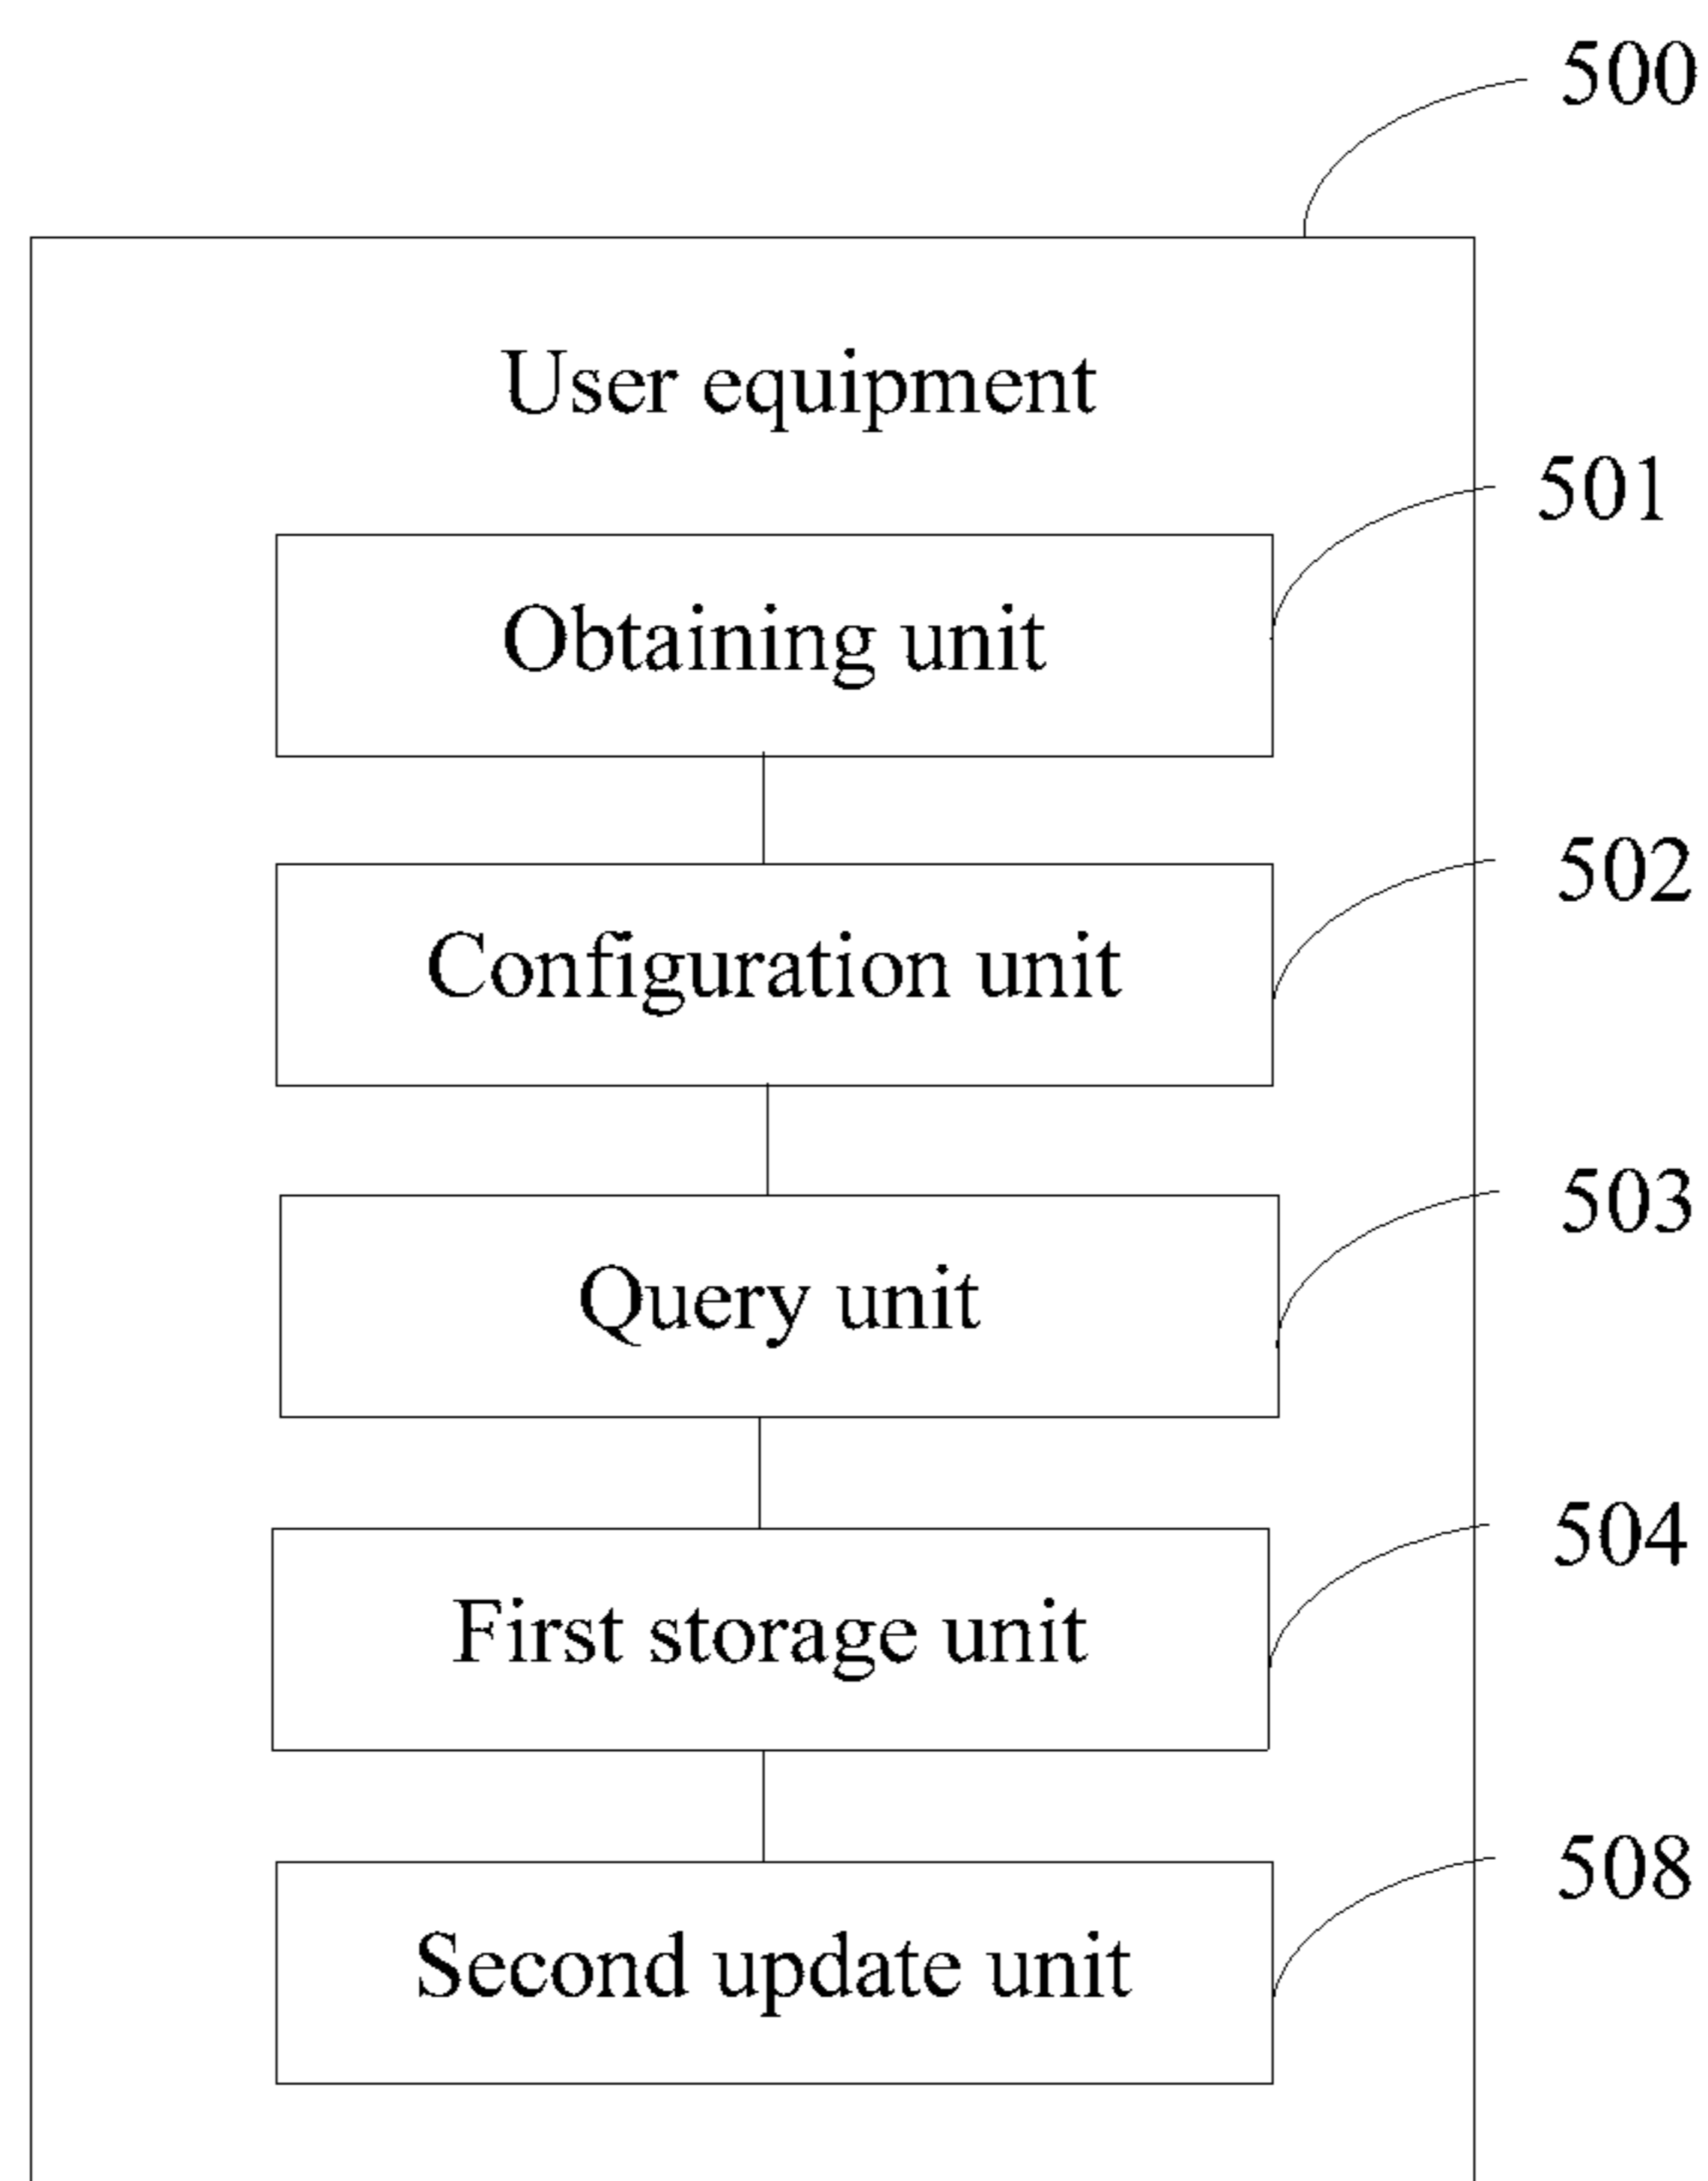 500
User equipment
501
Obtaining unit
502
Configuration unit
503
Query unit
504
First storage unit
508
Second update unit